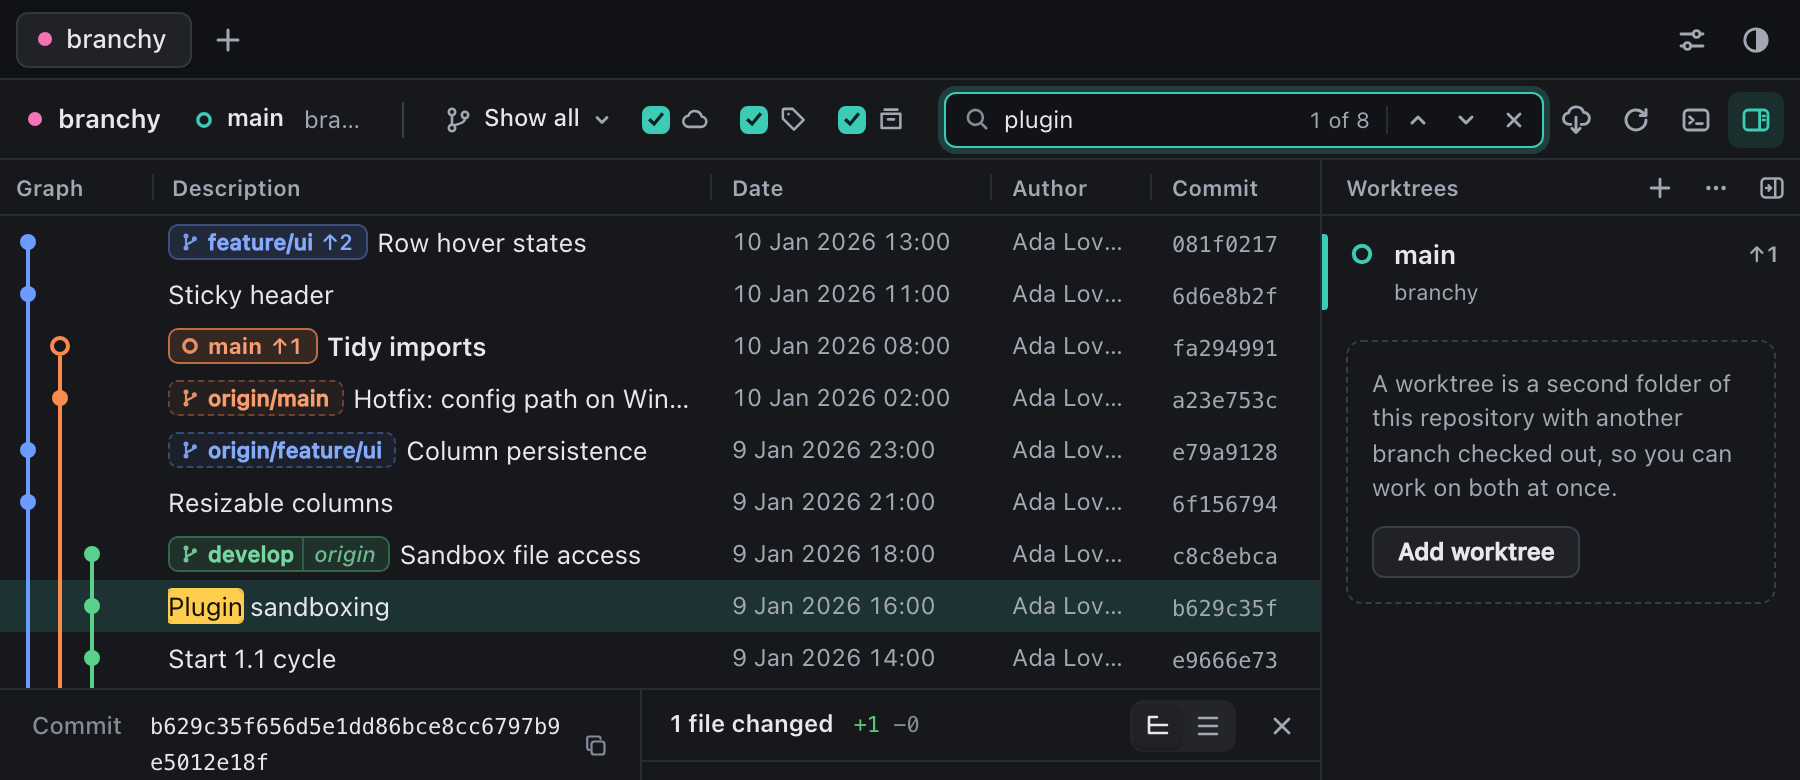 branchy
branchy main bra... Show all plugin 1 of 8
Graph Description Date Author Commit Worktrees
feature/ui ↑2 Row hover states 10 Jan 2026 13:00 Ada Lov... 081f0217
Sticky header 10 Jan 2026 11:00 Ada Lov... 6d6e8b2f
main ↑1 Tidy imports 10 Jan 2026 08:00 Ada Lov... fa294991
origin/main Hotfix: config path on Win... 10 Jan 2026 02:00 Ada Lov... a23e753c
origin/feature/ui Column persistence 9 Jan 2026 23:00 Ada Lov... e79a9128
Resizable columns 9 Jan 2026 21:00 Ada Lov... 6f156794
develop origin Sandbox file access 9 Jan 2026 18:00 Ada Lov... c8c8ebca
Plugin sandboxing 9 Jan 2026 16:00 Ada Lov... b629c35f
Start 1.1 cycle 9 Jan 2026 14:00 Ada Lov... e9666e73
main ↑1
branchy
A worktree is a second folder of
this repository with another
branch checked out, so you can
work on both at once.
Add worktree
Commit b629c35f656d5e1dd86bce8cc6797b9
e5012e18f
1 file changed +1 −0